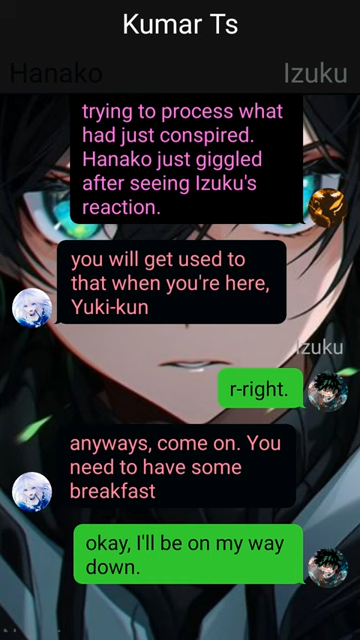 Kumar Ts
Hanako
Izuku
trying to process what
had just conspired.
Hanako just giggled
after seeing Izuku's
reaction.
you will get used to
that when you're here,
Yuki-kun
Izuku
r-right.
anyways, come on. You
need to have some
breakfast
okay, I'll be on my way
down.